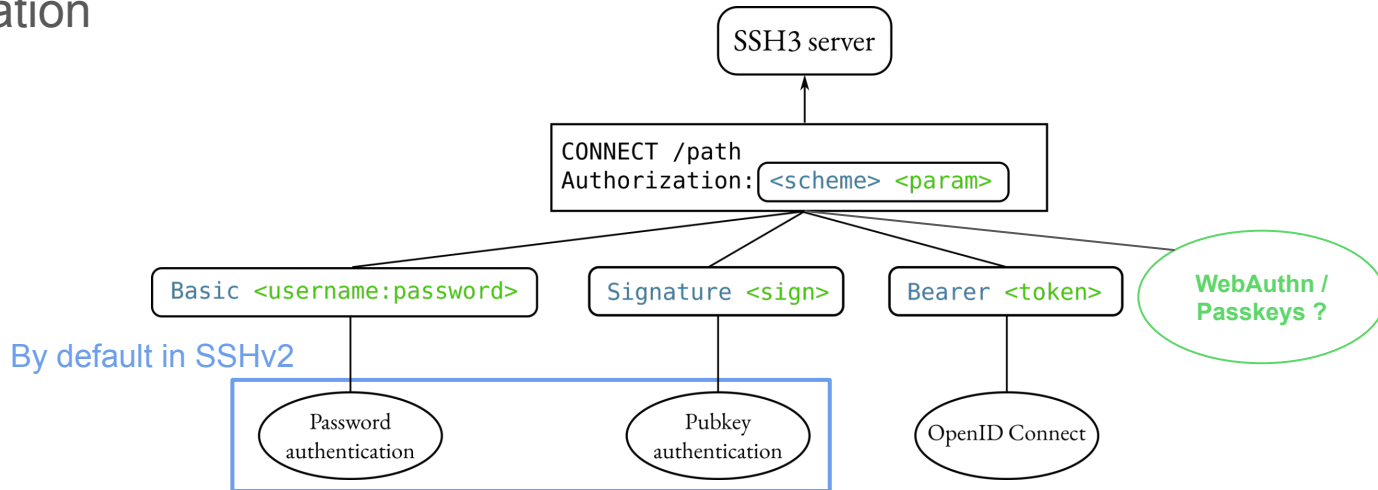 SSH3 server
CONNECT /path
Authorization: <scheme> <param>
Basic <username:password>
Signature <sign>
Bearer <token>
WebAuthn /
Passkeys ?
By default in SSHv2
Password
authentication
Pubkey
authentication
OpenID Connect